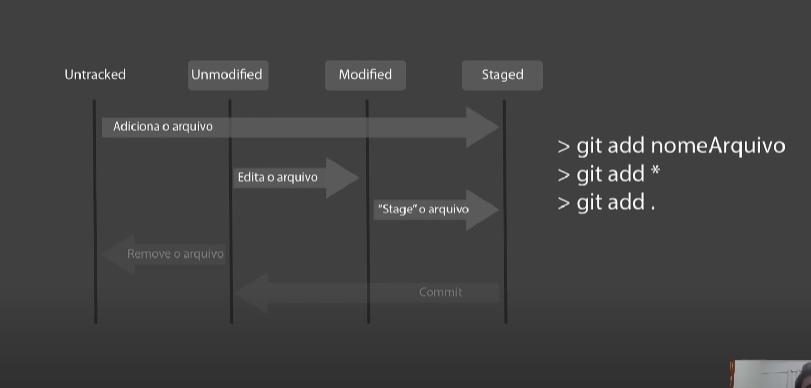 Untracked
Unmodified
Modified
Staged
Adiciona o arquivo
Edita o arquivo
"Stage" o arquivo
Remove o arquivo
Commit
> git add nomeArquivo
> git add *
> git add .